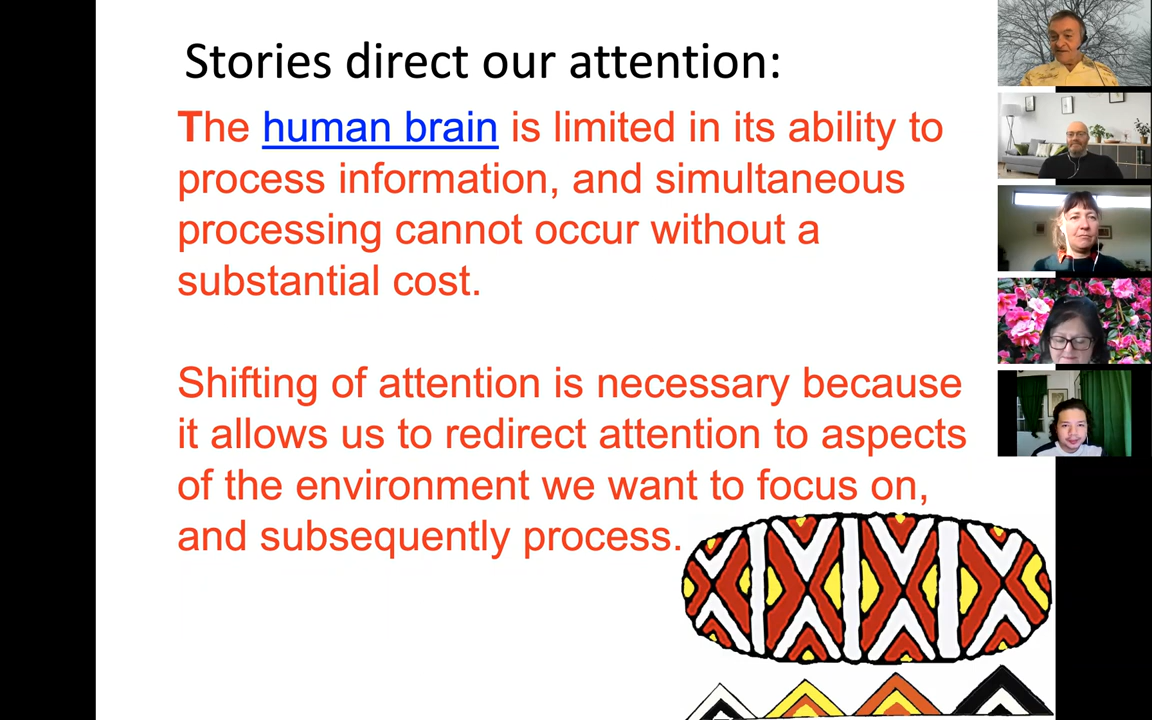 Stories direct our attention:
The human brain is limited in its ability to
process information, and simultaneous
processing cannot occur without a
substantial cost.
Shifting of attention is necessary because
it allows us to redirect attention to aspects
of the environment we want to focus on,
and subsequently process.